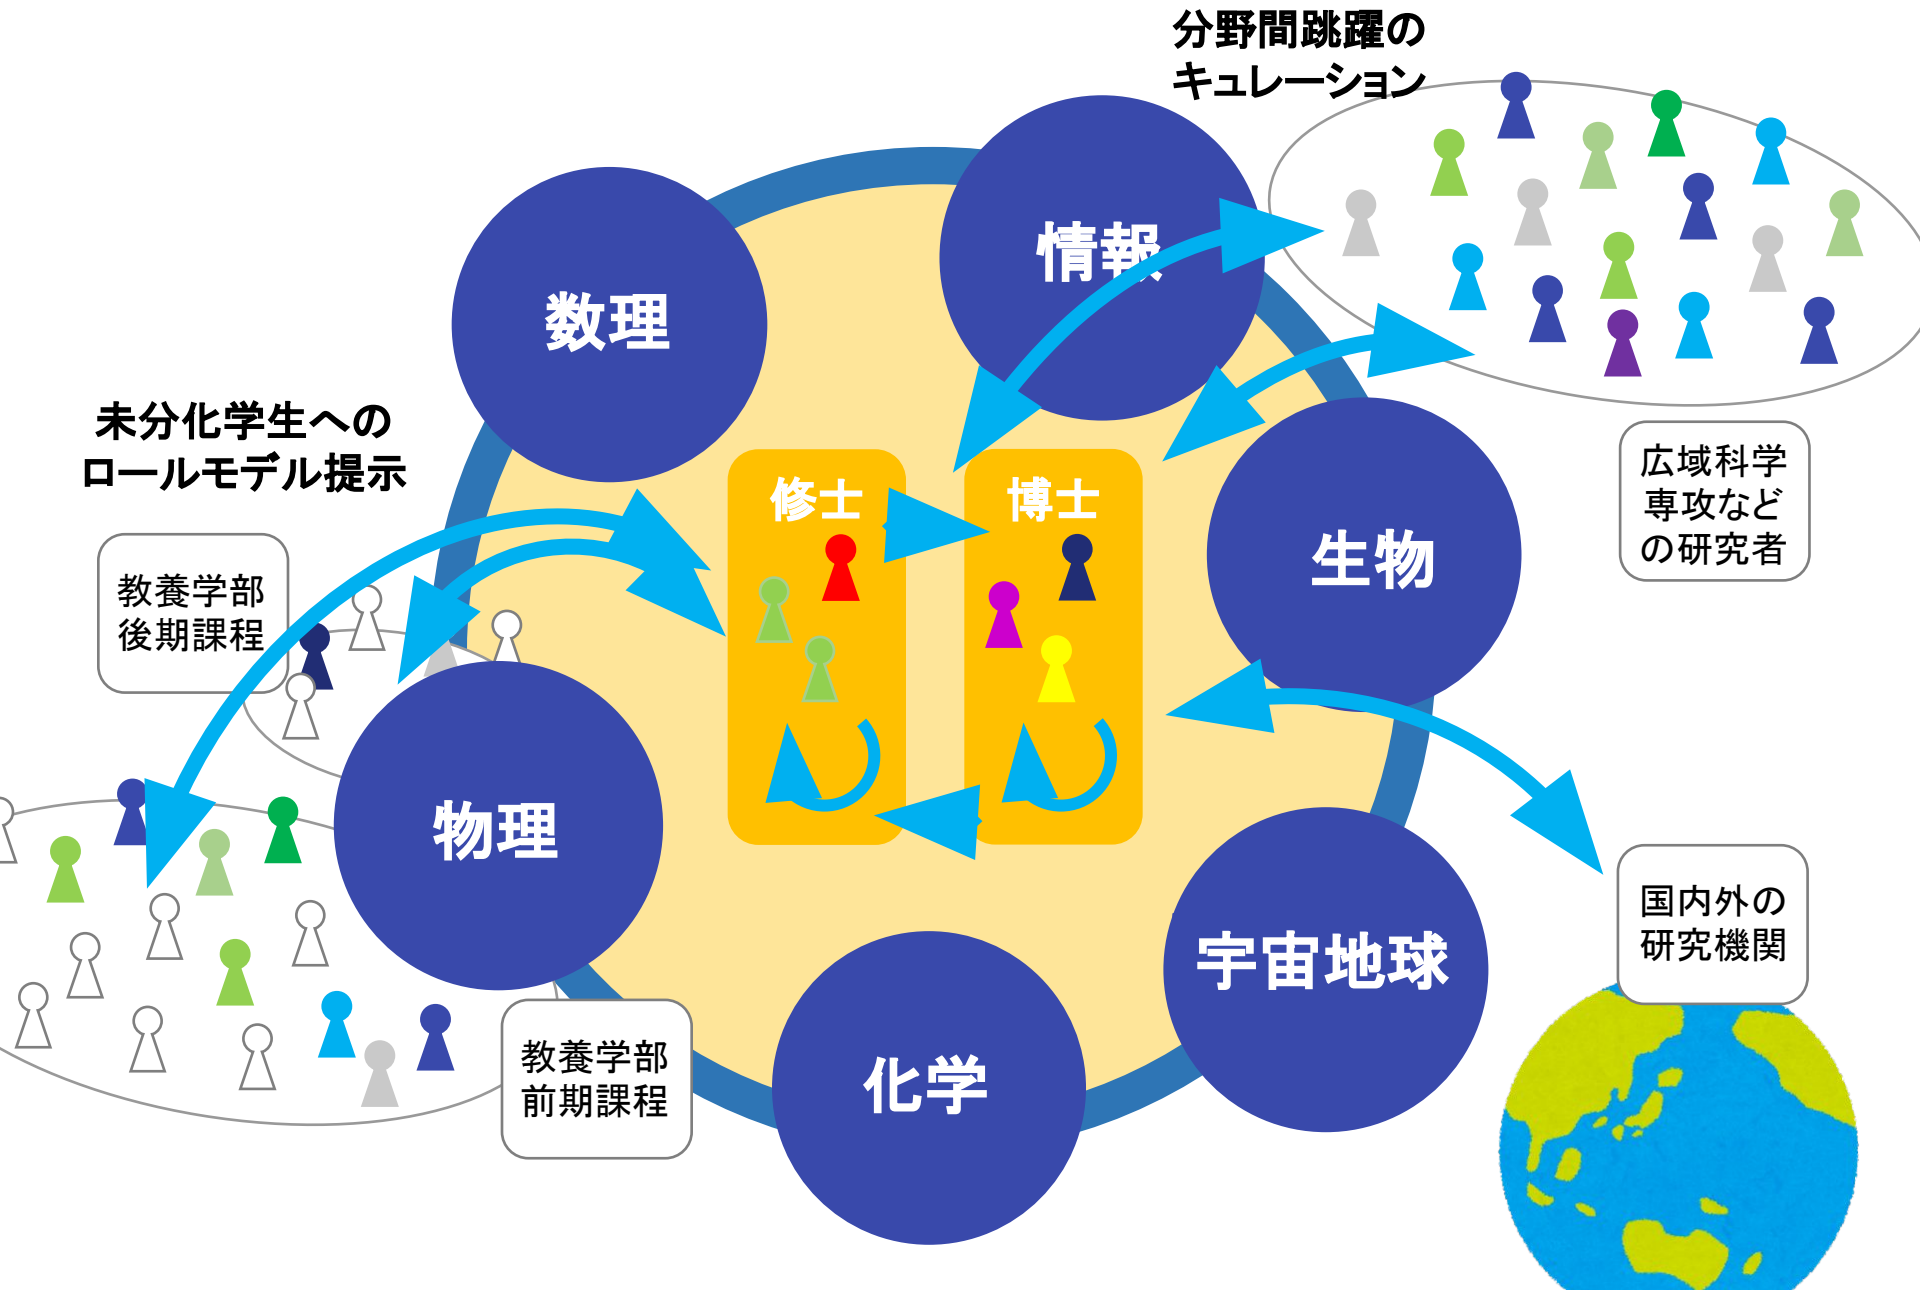 分野間跳躍の
キュレーション
情報
数理
未分化学生への
ロールモデル提示
広域科学
専攻など
の研究者
修士
博士
生物
教養学部
後期課程
物理
国内外の
研究機関
宇宙地球
教養学部
前期課程
化学